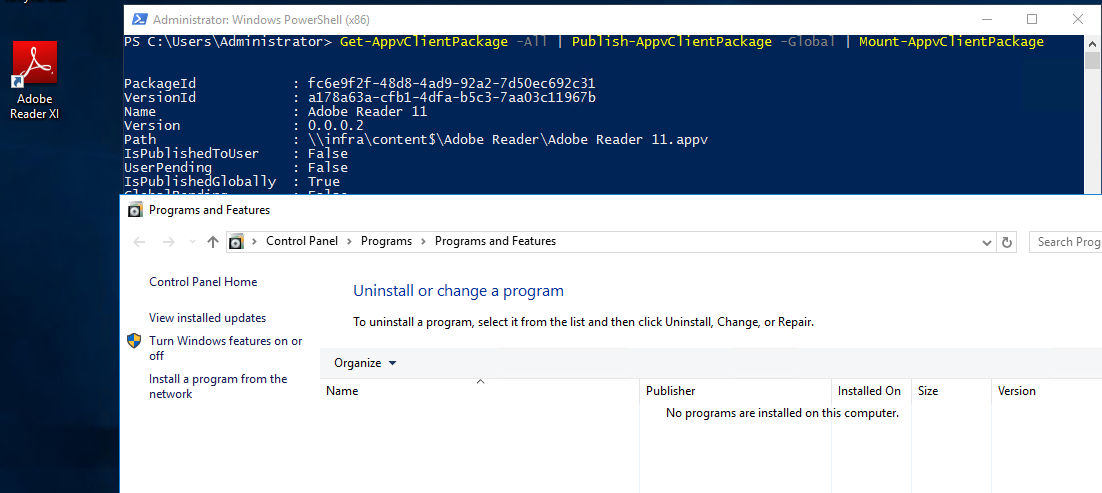 Adobe
Reader XI
Administrator: Windows PowerShell (x86)
PS C:\Users\Administrator> Get-AppvClientPackage -All | Publish-AppvClientPackage -Global | Mount-AppvClientPackage
PackageId : fc6e9f2f-48d8-4ad9-92a2-7d50ec692c31
VersionId : a178a63a-cfb1-4dfa-b5c3-7aa03c11967b
Name : Adobe Reader 11
Version : 0.0.0.2
Path : \\infra\content$\Adobe Reader\Adobe Reader 11.appv
IsPublishedToUser : False
UserPending : False
IsPublishedGlobally : True
Programs and Features
Control Panel > Programs > Programs and Features
Search Prog
Control Panel Home
View installed updates
Turn Windows features on or
off
Install a program from the
network
Uninstall or change a program
To uninstall a program, select it from the list and then click Uninstall, Change, or Repair.
Organize
Name Publisher Installed On Size Version
No programs are installed on this computer.